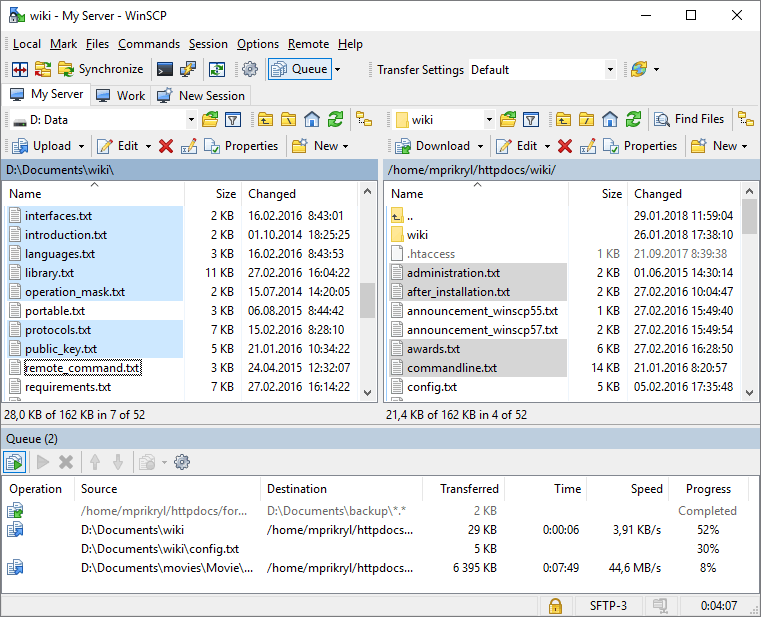 wiki - My Server - WinSCP
Local Mark Files Commands Session Options Remote Help
Synchronize Queue Transfer Settings Default
My Server Work New Session
D: Data wiki Find Files
Upload Edit Properties New Download Edit Properties New
D:\Documents\wiki\ /home/mprikryl/httpdocs/wiki/
Name Size Changed Name Size Changed
interfaces.txt 2 KB 16.02.2016 8:43:01 .. 29.01.2018 11:59:04
introduction.txt 2 KB 01.10.2014 18:25:25 wiki 26.01.2018 17:38:10
languages.txt 2 KB 16.02.2016 8:43:53 .htaccess 1 KB 21.09.2017 8:39:38
library.txt 11 KB 27.02.2016 16:04:22 administration.txt 2 KB 01.06.2015 14:30:14
operation_mask.txt 2 KB 15.07.2014 14:20:05 after_installation.txt 2 KB 27.02.2016 10:04:47
portable.txt 3 KB 06.08.2015 8:44:42 announcement_winscp55.txt 1 KB 27.02.2016 15:49:40
protocols.txt 7 KB 15.02.2016 8:28:10 announcement_winscp57.txt 2 KB 27.02.2016 15:49:54
public_key.txt 5 KB 21.01.2016 10:34:22 awards.txt 6 KB 27.02.2016 16:28:50
remote_command.txt 3 KB 24.04.2015 12:32:07 commandline.txt 14 KB 21.01.2016 8:20:57
requirements.txt 7 KB 27.02.2016 16:14:22 config.txt 5 KB 05.02.2016 17:35:48
28,0 KB of 162 KB in 7 of 52 21,4 KB of 162 KB in 4 of 52
Queue (2)
Operation Source Destination Transferred Time Speed Progress
/home/mprikryl/httpdocs/for... D:\Documents\backup\*.* 2 KB Completed
D:\Documents\wiki /home/mprikryl/httpdocs... 29 KB 0:00:06 3,91 KB/s 52%
D:\Documents\wiki\config.txt 5 KB 30%
D:\Documents\movies\Movie\... /home/mprikryl/httpdocs... 6 395 KB 0:07:49 44,6 MB/s 8%
SFTP-3 0:04:07